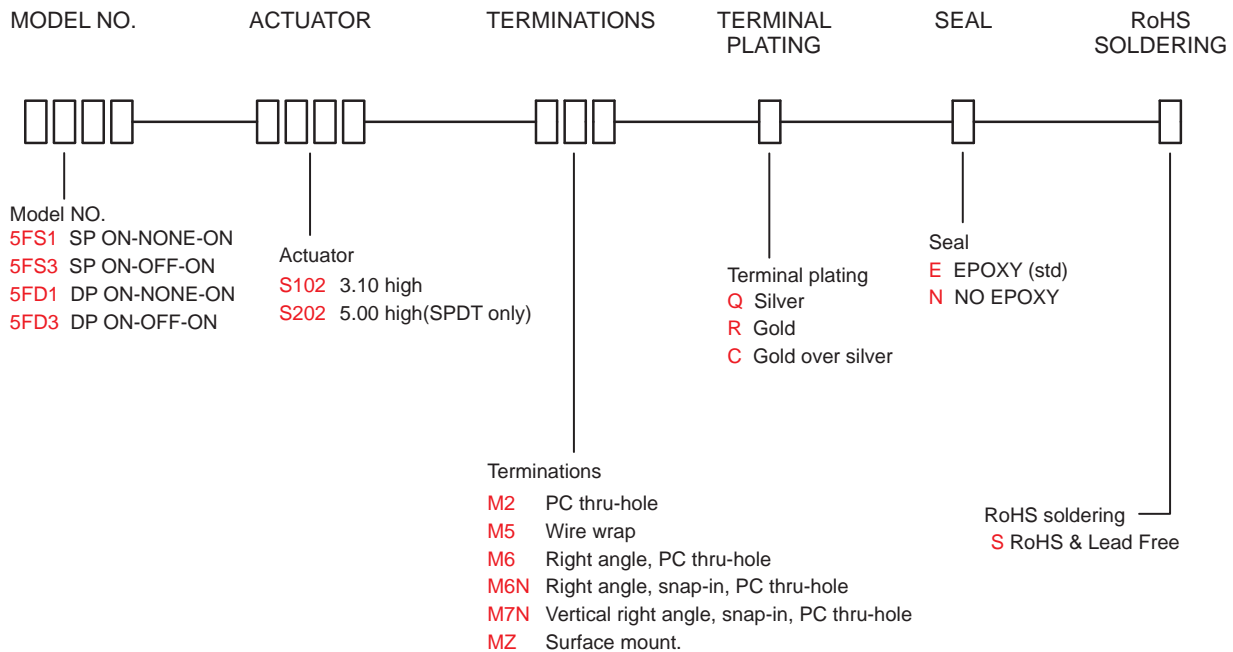 MODEL NO.
ACTUATOR
TERMINATIONS
TERMINAL
PLATING
SEAL
RoHS
SOLDERING
Model NO.
5FS1 SP ON-NONE-ON
5FS3 SP ON-OFF-ON
5FD1 DP ON-NONE-ON
5FD3 DP ON-OFF-ON
Actuator
S102 3.10 high
S202 5.00 high(SPDT only)
Terminations
M2 PC thru-hole
M5 Wire wrap
M6 Right angle, PC thru-hole
M6N Right angle, snap-in, PC thru-hole
M7N Vertical right angle, snap-in, PC thru-hole
MZ Surface mount.
Terminal plating
Q Silver
R Gold
C Gold over silver
Seal
E EPOXY (std)
N NO EPOXY
RoHS soldering
S RoHS & Lead Free